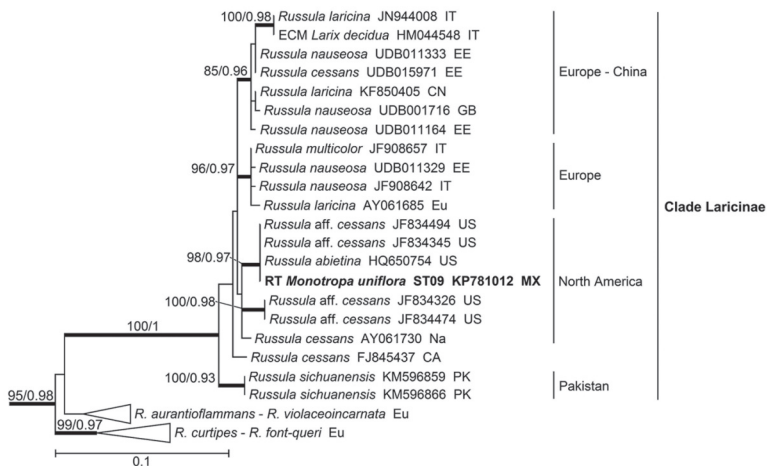 100/0.98
Russula laricina JN944008 IT
ECM Larix decidua HM044548 IT
Russula nauseosa UDB011333 EE
85/0.96
Russula cessans UDB015971 EE
Europe - China
Russula laricina KF850405 CN
Russula nauseosa UDB001716 GB
Russula nauseosa UDB011164 EE
Russula multicolor JF908657 IT
96/0.97
Russula nauseosa UDB011329 EE
Europe
Russula nauseosa JF908642 IT
Russula laricina AY061685 Eu
Clade Laricinae
Russula aff. cessans JF834494 US
Russula aff. cessans JF834345 US
98/0.97
Russula abietina HQ650754 US
RT Monotropa uniflora ST09 KP781012 MX
North America
100/0.98
Russula aff. cessans JF834326 US
Russula aff. cessans JF834474 US
100/1
Russula cessans AY061730 Na
Russula cessans FJ845437 CA
100/0.93
Russula sichuanensis KM596859 PK
Pakistan
Russula sichuanensis KM596866 PK
95/0.98
R. aurantioflammans - R. violaceoincarnata Eu
99/0.97
R. curtipes - R. font-queri Eu
0.1